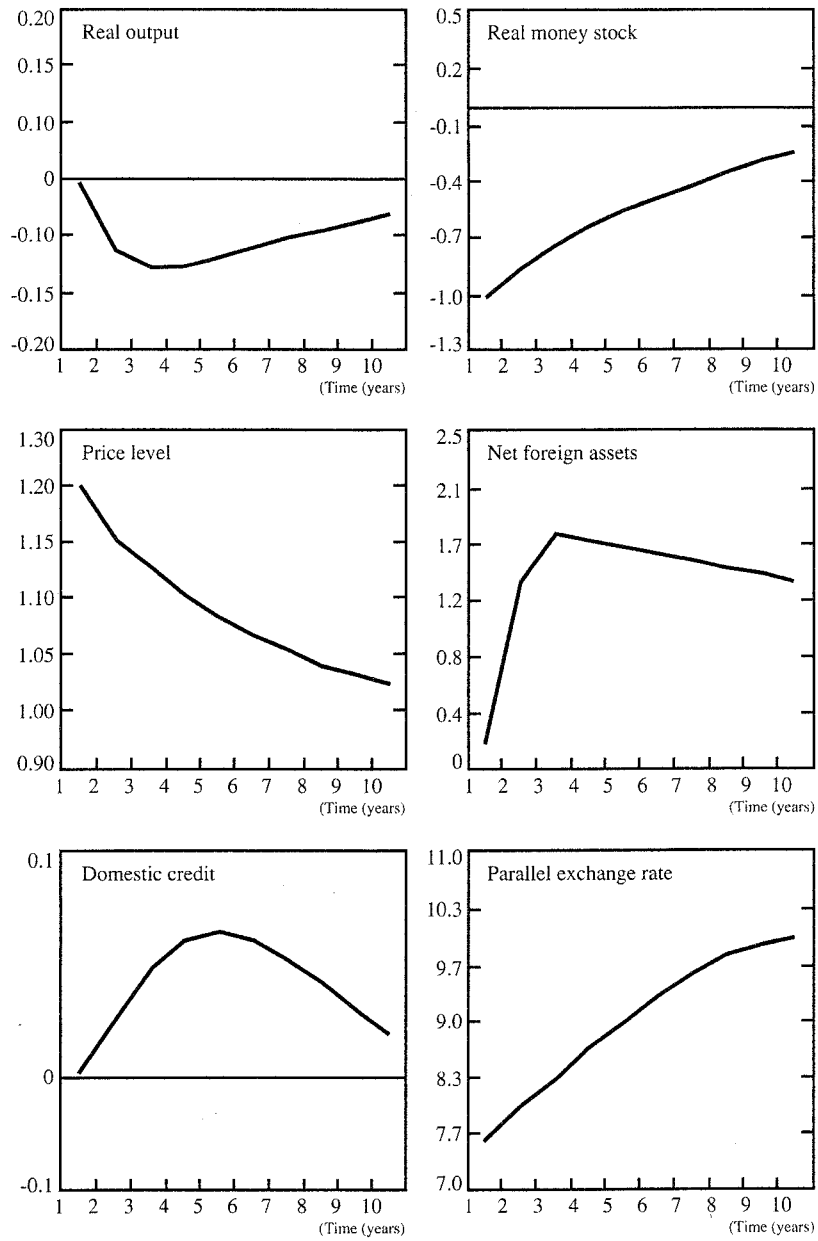 Real output
0.20
0.15
0.10
0
-0.10
-0.15
-0.20
1 2 3 4 5 6 7 8 9 10
(Time (years)
Real money stock
0.5
0.2
-0.1
-0.4
-0.7
-1.0
-1.3
1 2 3 4 5 6 7 8 9 10
(Time (years)
Price level
1.30
1.20
1.15
1.10
1.05
1.00
0.90
1 2 3 4 5 6 7 8 9 10
(Time (years)
Net foreign assets
2.5
2.1
1.7
1.2
0.8
0.4
0
1 2 3 4 5 6 7 8 9 10
(Time (years)
Domestic credit
0.1
0
-0.1
1 2 3 4 5 6 7 8 9 10
(Time (years)
Parallel exchange rate
11.0
10.3
9.7
9.0
8.3
7.7
7.0
1 2 3 4 5 6 7 8 9 10
(Time (years)